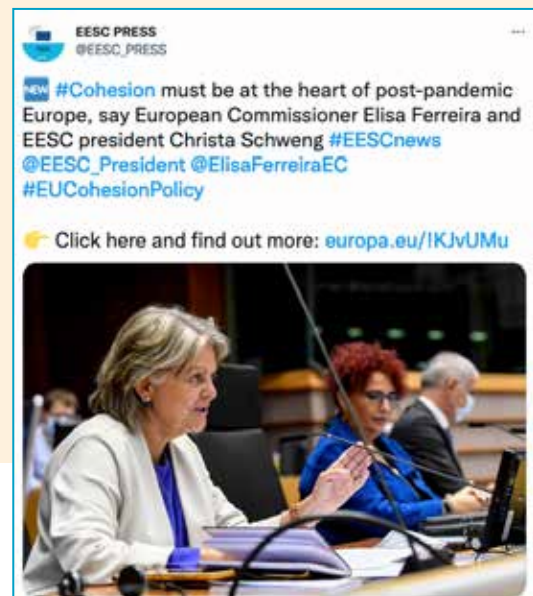 EESC PRESS
@EESC_PRESS
NEW #Cohesion must be at the heart of post-pandemic
Europe, say European Commissioner Elisa Ferreira and
EESC president Christa Schweng #EESCnews
@EESC_President @ElisaFerreiraEC
#EUCohesionPolicy
Click here and find out more: europa.eu/!KJvUMu